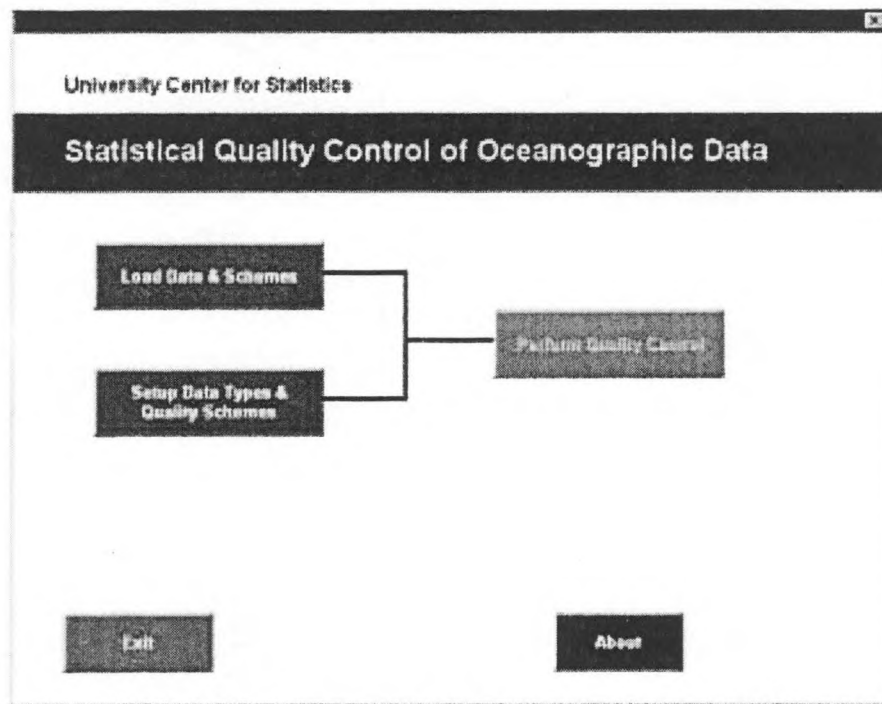 University Center for Statistics
Statistical Quality Control of Oceanographic Data
Load Data & Schemes
Perform Quality Control
Setup Data Types &
Quality Schemes
Exit
About